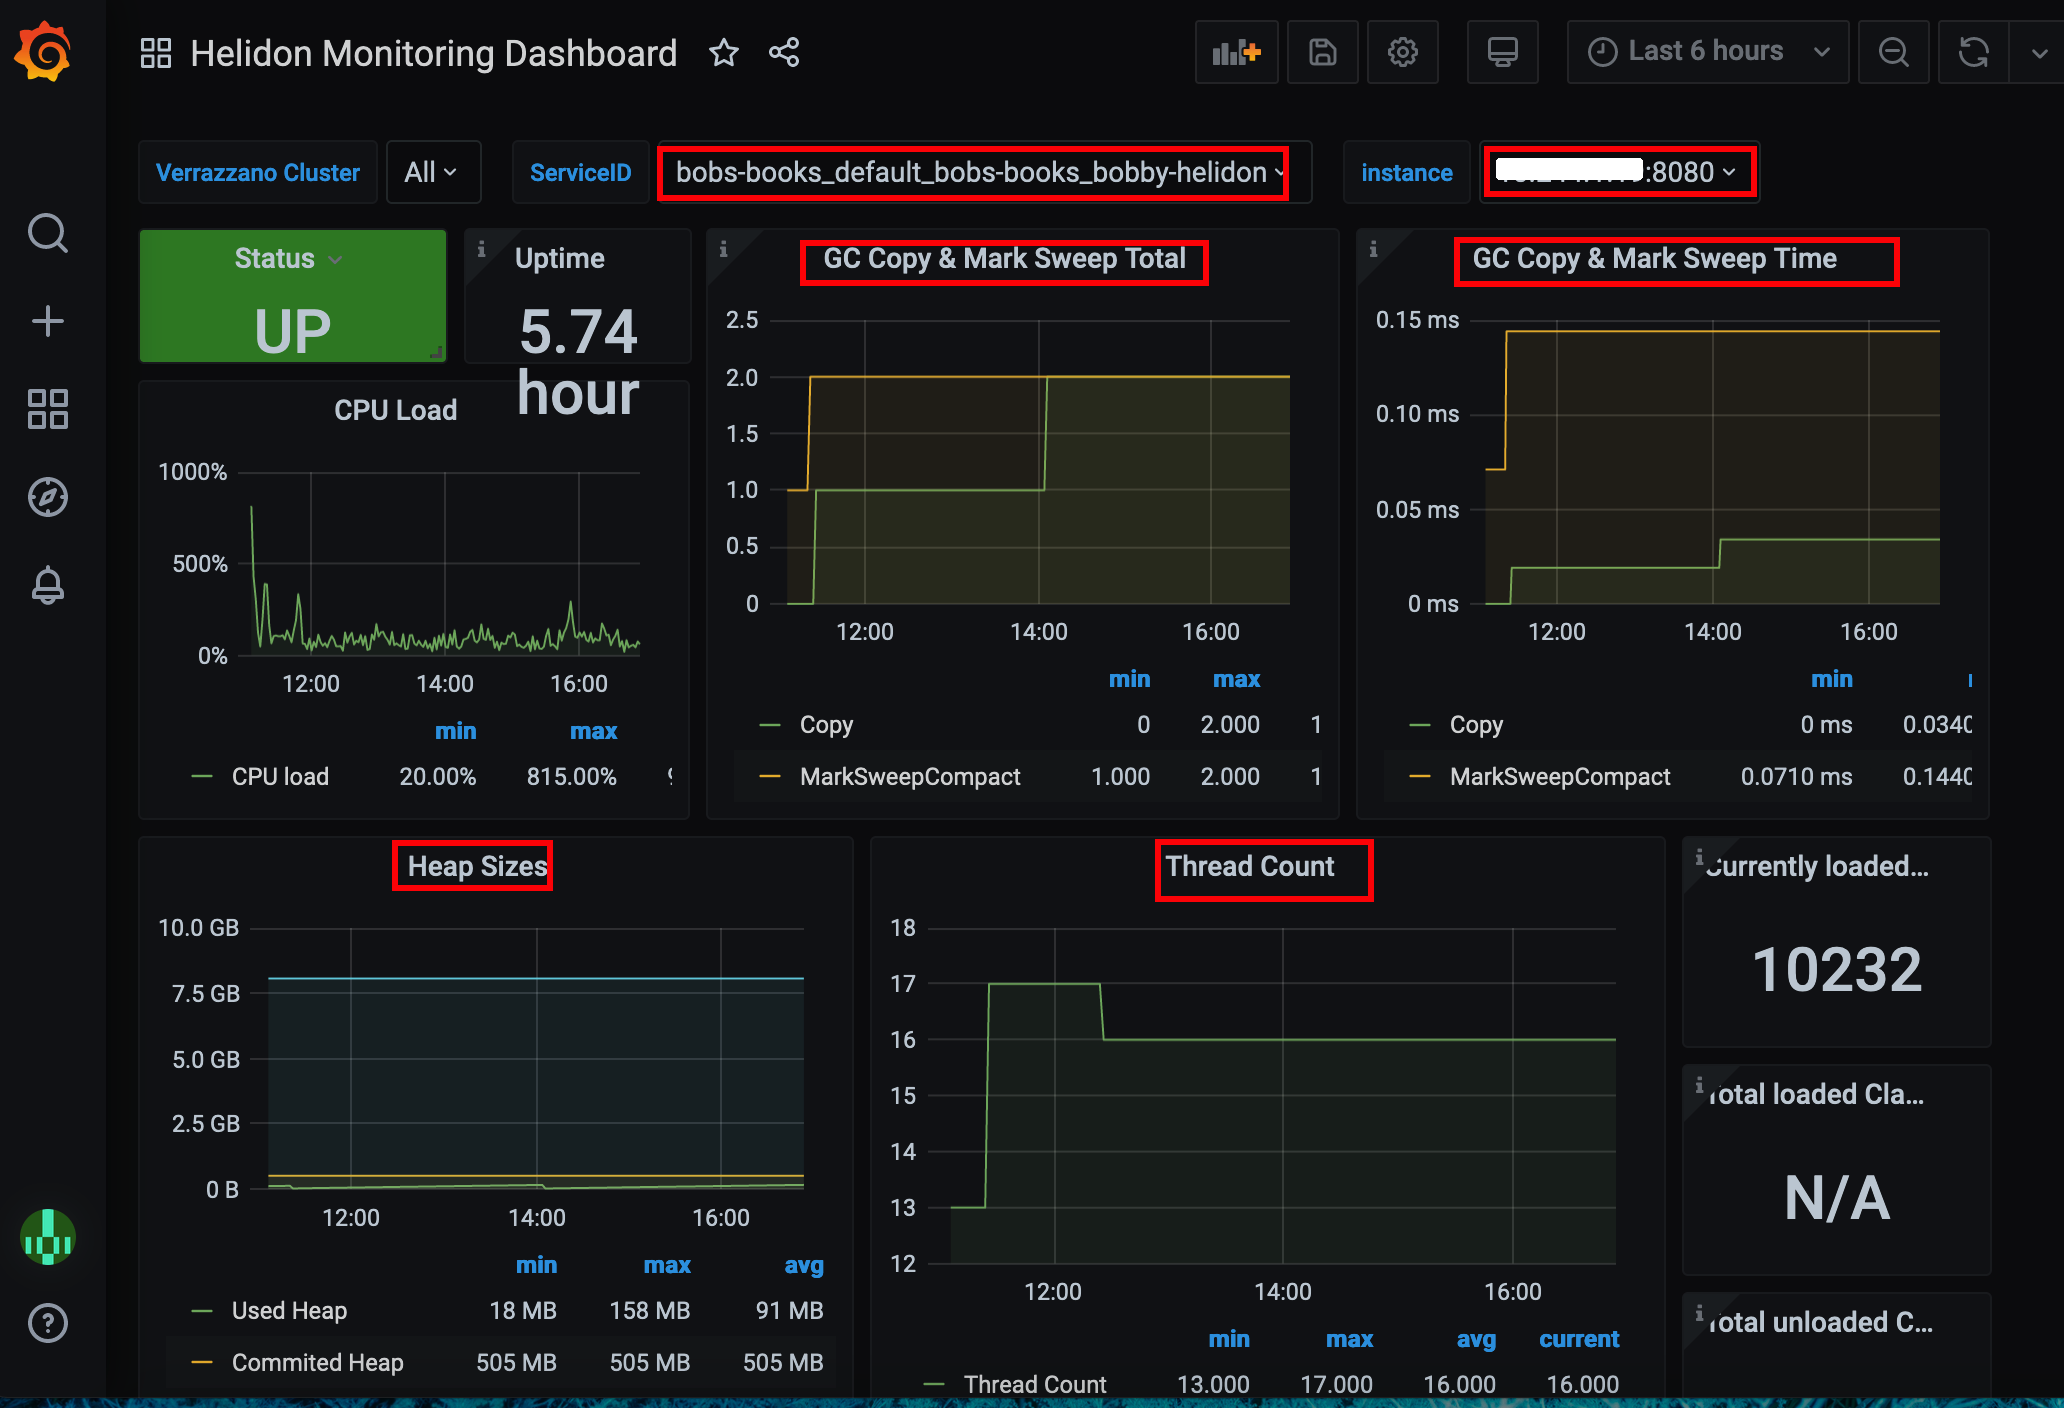 Helidon Monitoring Dashboard
Last 6 hours
Verrazzano Cluster All ServiceID bobs-books_default_bobs-books_bobby-helidon instance :8080
Status
UP
Uptime
5.74
hour
CPU Load
1000%
500%
0%
12:00 14:00 16:00
min max
CPU load 20.00% 815.00%
GC Copy & Mark Sweep Total
2.5
2.0
1.5
1.0
0.5
0
12:00 14:00 16:00
min max
Copy 0 2.000 1
MarkSweepCompact 1.000 2.000 1
GC Copy & Mark Sweep Time
0.15 ms
0.10 ms
0.05 ms
0 ms
12:00 14:00 16:00
min
Copy 0 ms 0.0340
MarkSweepCompact 0.0710 ms 0.1440
Heap Sizes
10.0 GB
7.5 GB
5.0 GB
2.5 GB
0 B
12:00 14:00 16:00
min max avg
Used Heap 18 MB 158 MB 91 MB
Commited Heap 505 MB 505 MB 505 MB
Thread Count
18
17
16
15
14
13
12
12:00 14:00 16:00
min max avg current
Thread Count 13.000 17.000 16.000 16.000
Currently loaded...
10232
Total loaded Cla...
N/A
Total unloaded C...